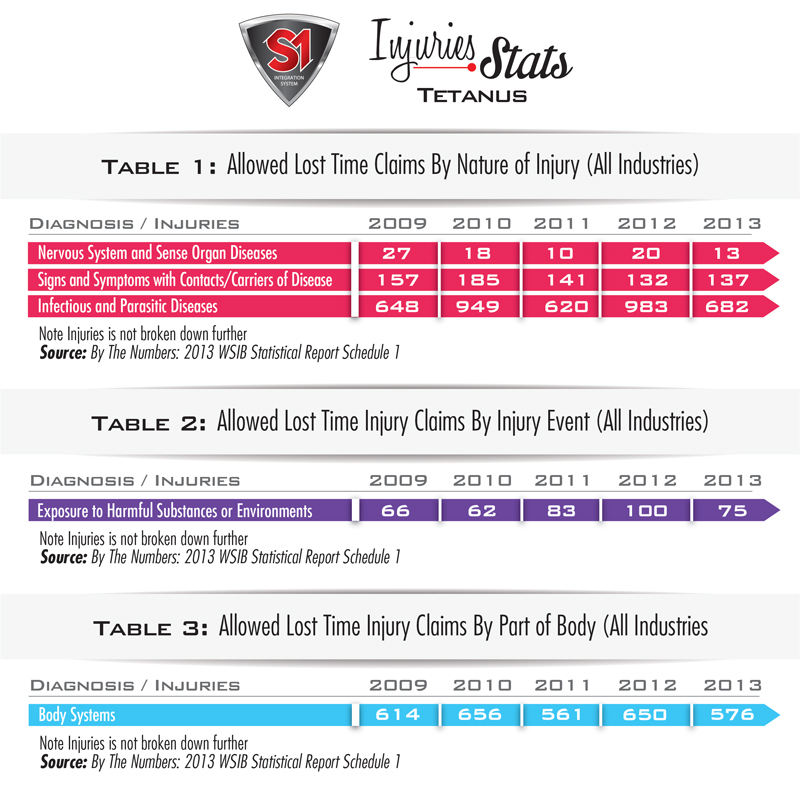 S1
INTEGRATION
SYSTEM
Injuries
Stats
TETANUS
TABLE 1: Allowed Lost Time Claims By Nature of Injury (All Industries)
DIAGNOSIS / INJURIES 2009 2010 2011 2012 2013
Nervous System and Sense Organ Diseases 27 18 10 20 13
Signs and Symptoms with Contacts/Carriers of Disease 157 185 141 132 137
Infectious and Parasitic Diseases 648 949 620 983 682
Note Injuries is not broken down further
Source: By The Numbers: 2013 WSIB Statistical Report Schedule 1
TABLE 2: Allowed Lost Time Injury Claims By Injury Event (All Industries)
DIAGNOSIS / INJURIES 2009 2010 2011 2012 2013
Exposure to Harmful Substances or Environments 66 62 83 100 75
Note Injuries is not broken down further
Source: By The Numbers: 2013 WSIB Statistical Report Schedule 1
TABLE 3: Allowed Lost Time Injury Claims By Part of Body (All Industries
DIAGNOSIS / INJURIES 2009 2010 2011 2012 2013
Body Systems 614 656 561 650 576
Note Injuries is not broken down further
Source: By The Numbers: 2013 WSIB Statistical Report Schedule 1